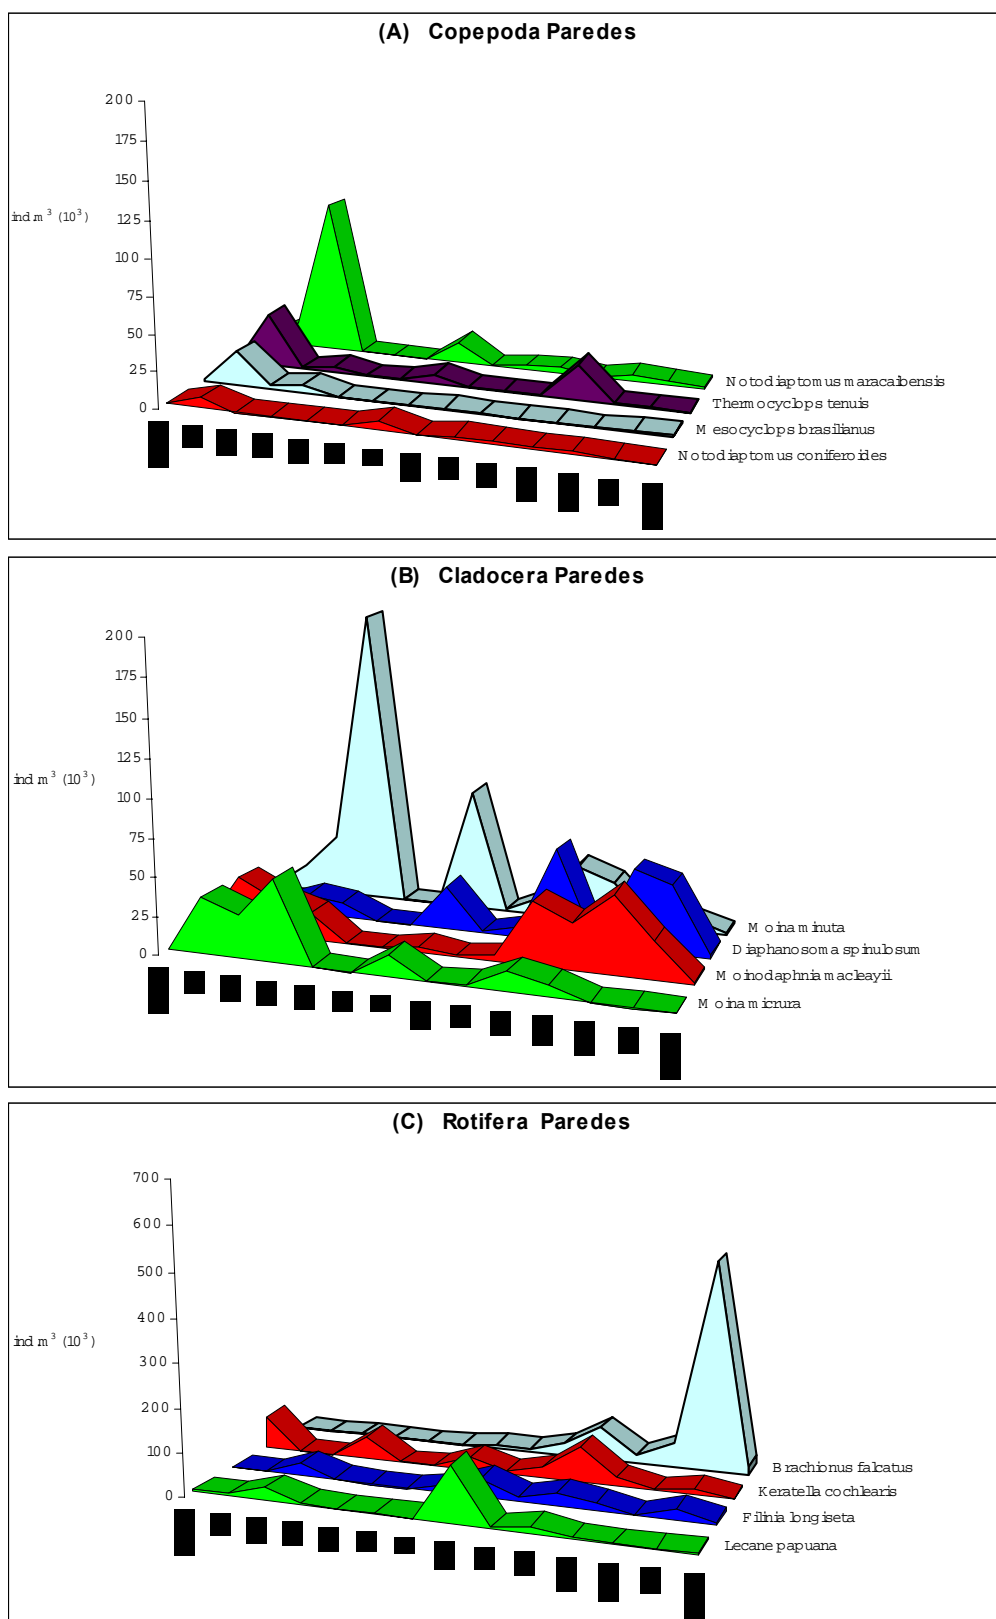 (A) Copepoda Paredes
200
175
150
125
ind.m³ (10³)
100
75
50
25
0
Notodiaptomus maracaibensis
Thermocyclops tenuis
Mesocyclops brasilianus
Notodiaptomus coniferoides
(B) Cladocera Paredes
200
175
150
125
ind.m³ (10³)
100
75
50
25
0
Moina minuta
Diaphanosoma spinulosum
Moinodaphnia macleayii
Moina micrura
(C) Rotifera Paredes
700
600
500
400
ind.m³ (10³)
300
200
100
0
Brachionus falcatus
Keratella cochlearis
Filinia longiseta
Lecane papuana